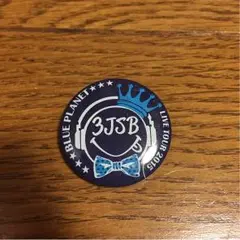 ★★★BLUE PLANET★★★
3JSB
LIVE TOUR 2015